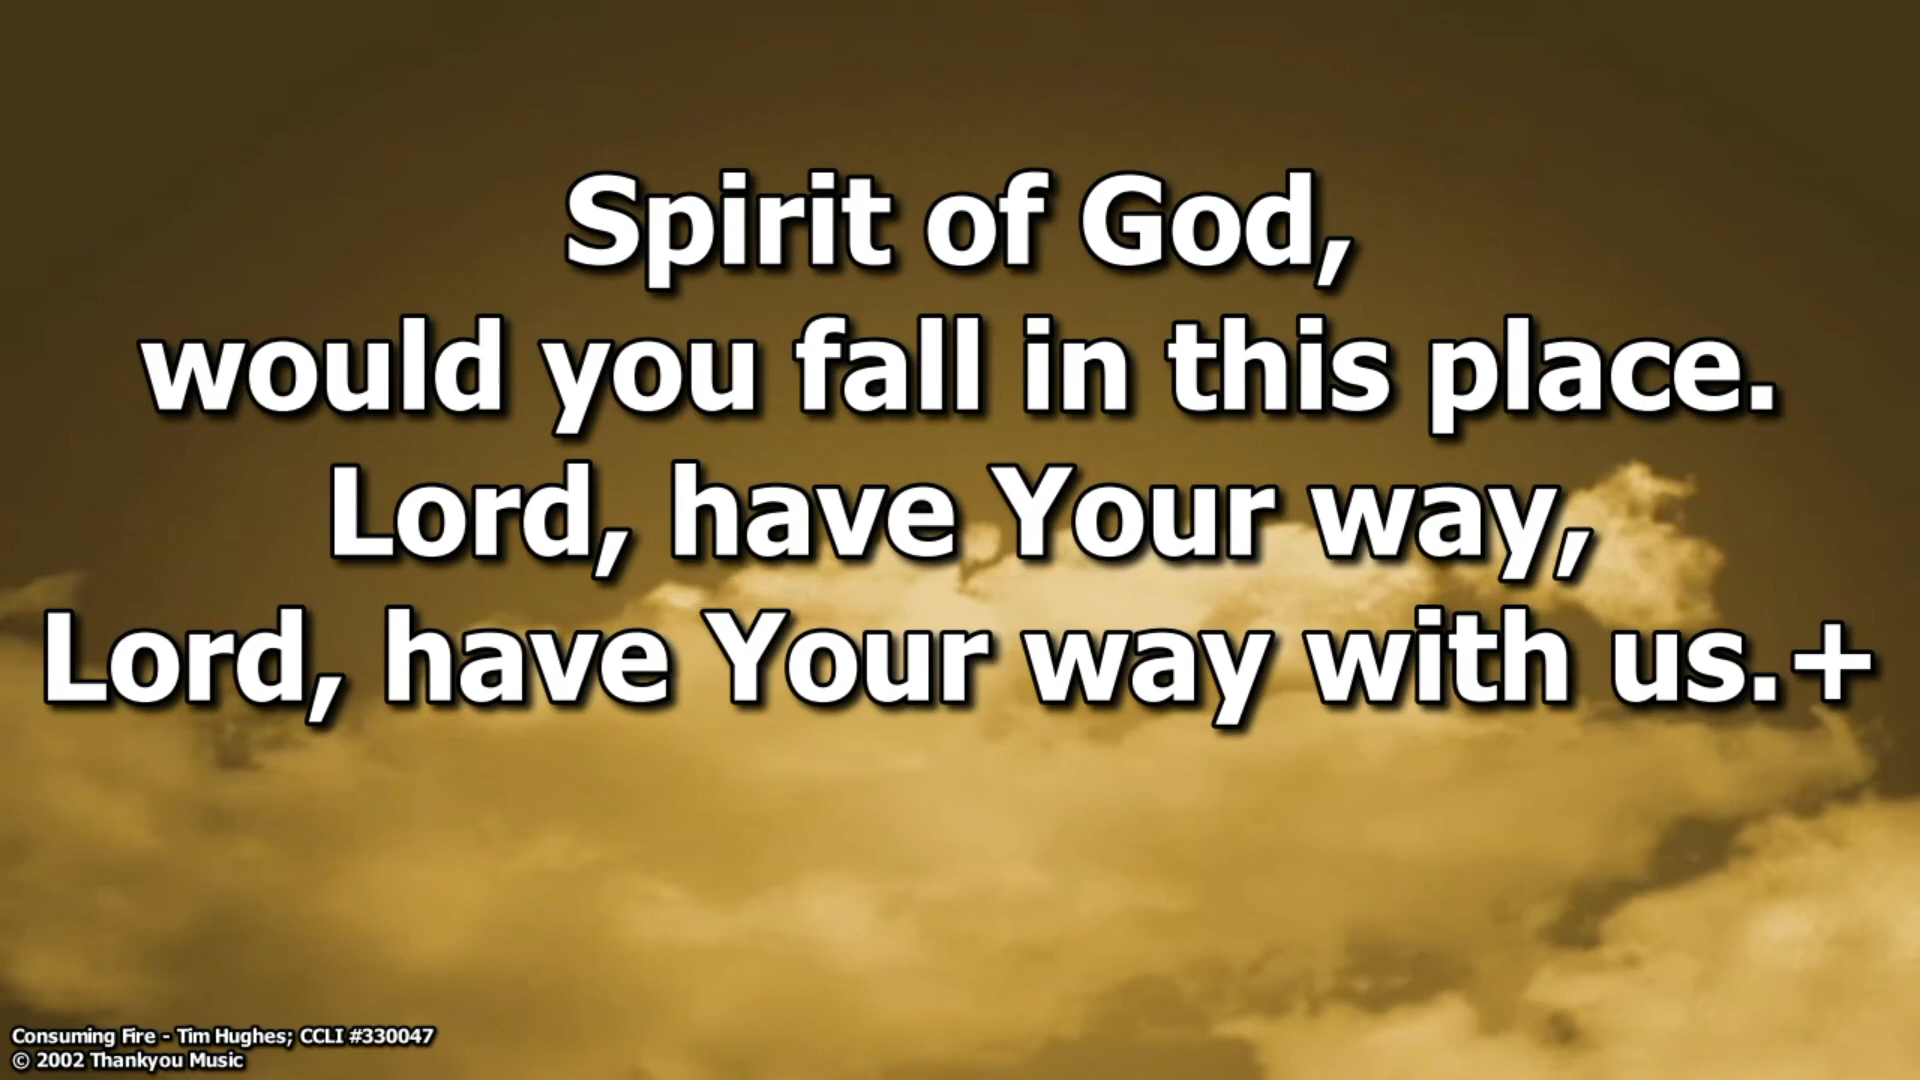 Spirit of God,
would you fall in this place.
Lord, have Your way,
Lord, have Your way with us.+
Consuming Fire - Tim Hughes; CCLI #330047
© 2002 Thankyou Music